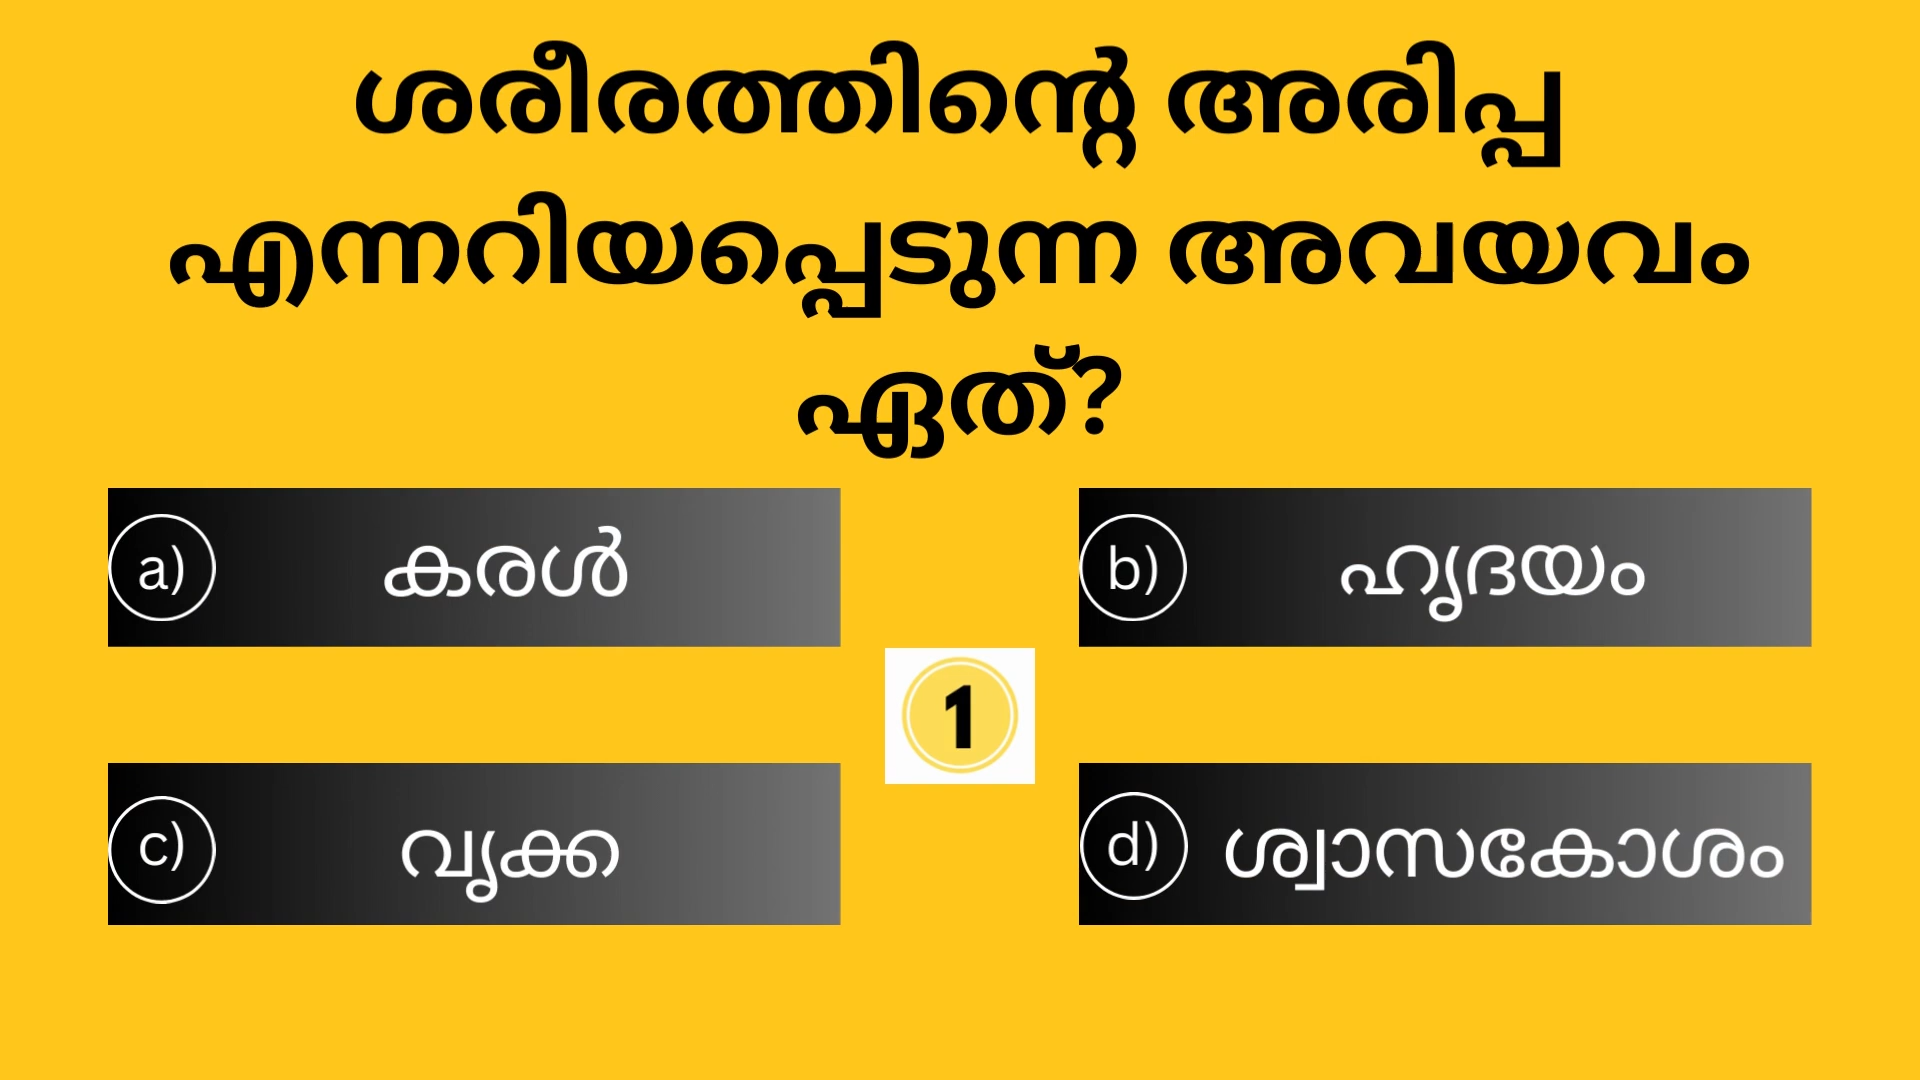 ശരീരത്തിന്റെ അരിപ്പ
എന്നറിയപ്പെടുന്ന അവയവം
ഏത്?
a) കരൾ
b) ഹൃദയം
1
c) വൃക്ക
d) ശ്വാസകോശം